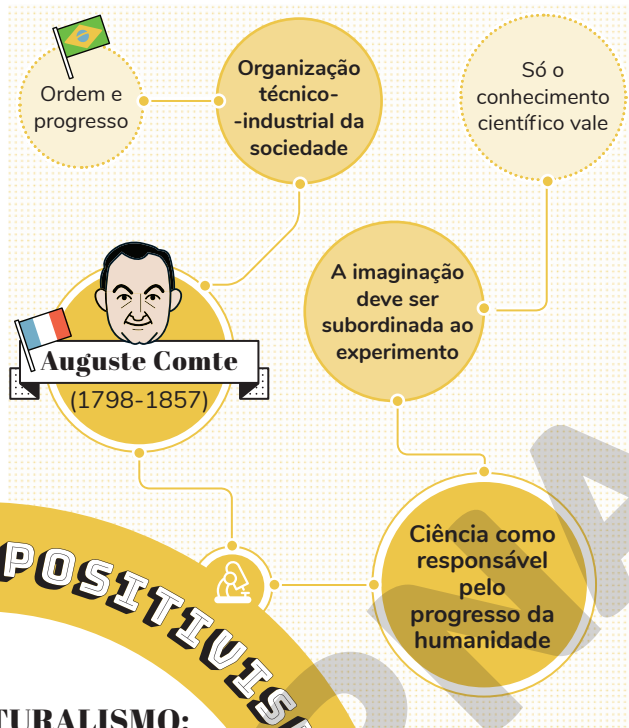 Ordem e
progresso
Organização
técnico-
-industrial da
sociedade
Só o
conhecimento
científico vale
A imaginação
deve ser
subordinada ao
experimento
Auguste Comte
(1798-1857)
Ciência como
responsável
pelo
progresso da
humanidade
POSITIVIS
TURALISMO: